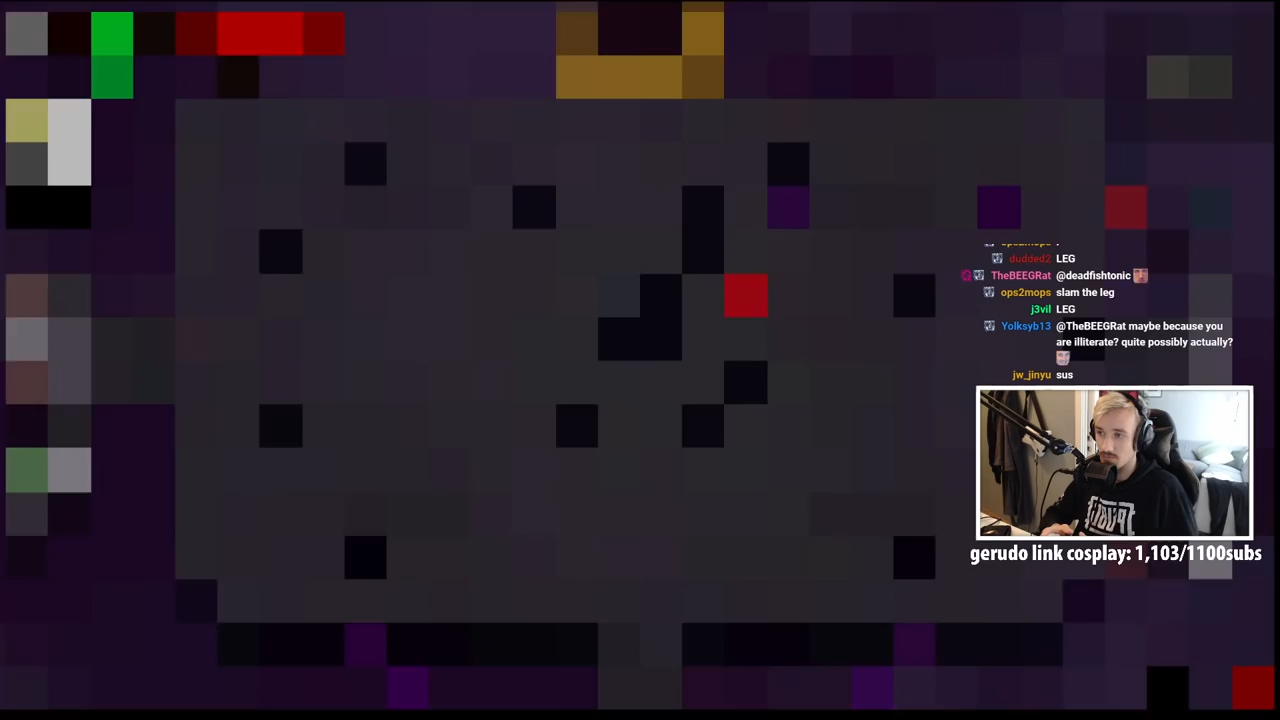 dudded2 LEG
TheBEEGRat @deadfishtonic
ops2mops slam the leg
j3vil LEG
Yolksyb13 @TheBEEGRat maybe because you
are illiterate? quite possibly actually?
jw_jinyu sus
gerudo link cosplay: 1,103/1100subs